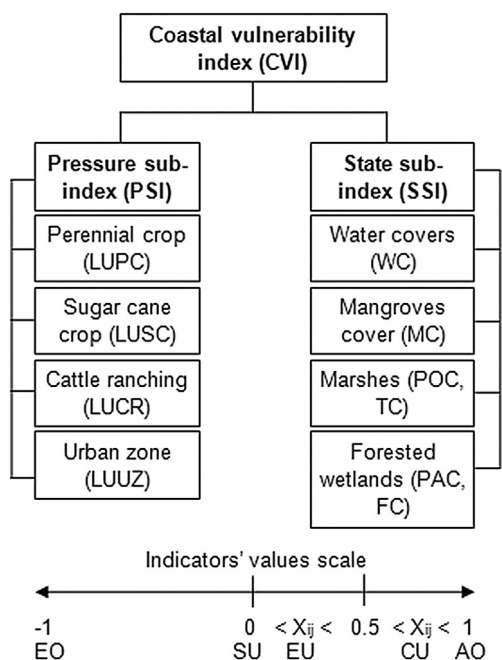 Coastal vulnerability
index (CVI)
Pressure sub-
index (PSI)
Perennial crop
(LUPC)
Sugar cane
crop (LUSC)
Cattle ranching
(LUCR)
Urban zone
(LUUZ)
State sub-
index (SSI)
Water covers
(WC)
Mangroves
cover (MC)
Marshes (POC,
TC)
Forested
wetlands (PAC,
FC)
Indicators' values scale
-1 0 < Xij < 0.5 < Xij < 1
EO SU EU CU AO